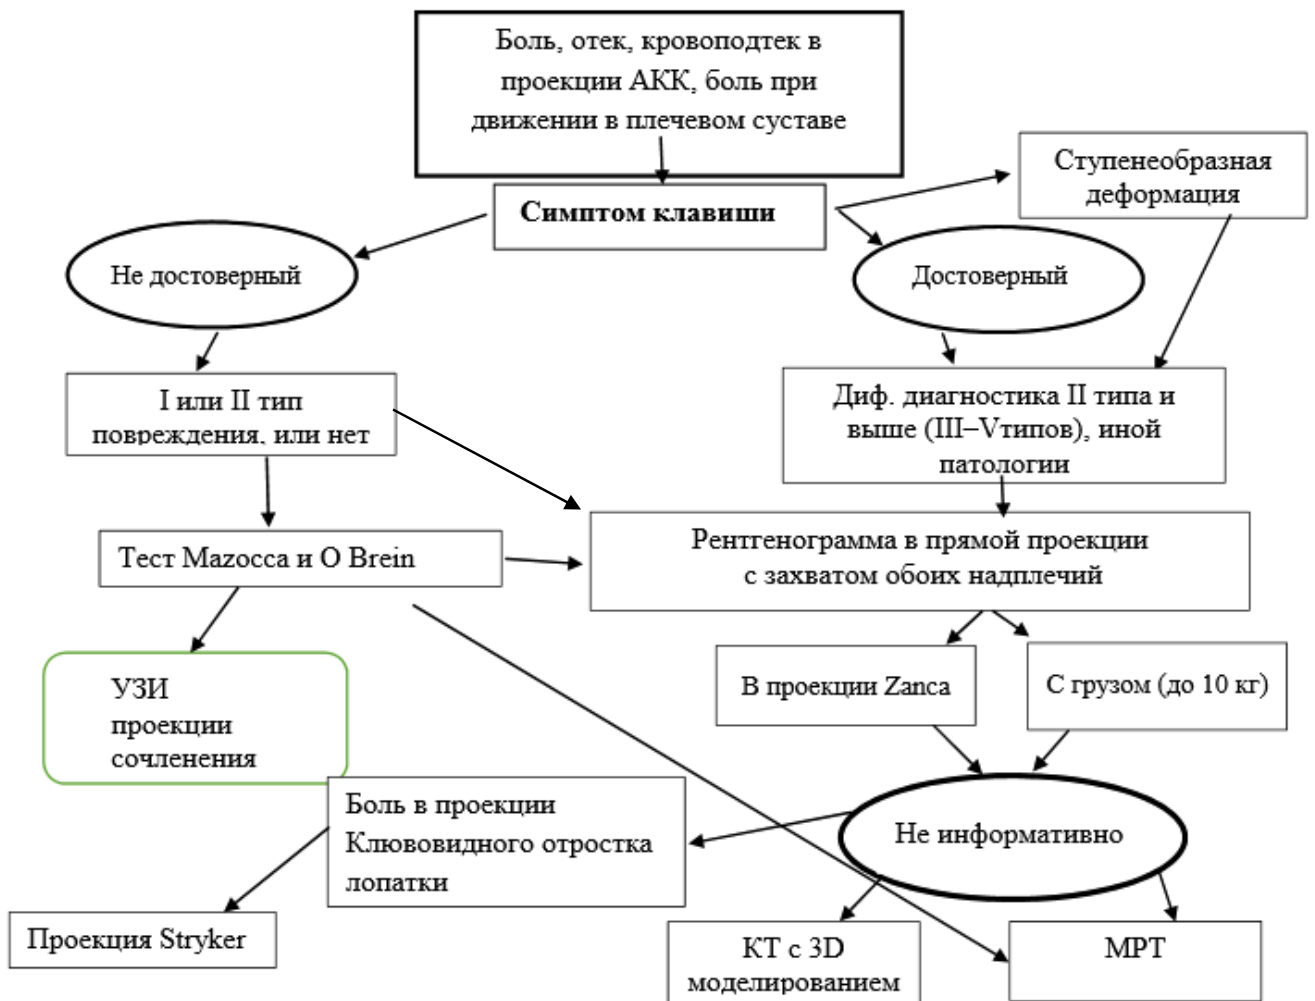 Боль, отек, кровоподтек в
проекции АКК, боль при
движении в плечевом суставе
Ступенеобразная
деформация
Симптом клавиши
Не достоверный
Достоверный
I или II тип
повреждения, или нет
Диф. диагностика II типа и
выше (III–Vтипов), иной
патологии
Тест Mazocca и O Brein
Рентгенограмма в прямой проекции
с захватом обоих надплечий
УЗИ
проекции
сочленения
В проекции Zanca
С грузом (до 10 кг)
Боль в проекции
Клювовидного отростка
лопатки
Не информативно
Проекция Stryker
КТ с 3D
моделированием
МРТ